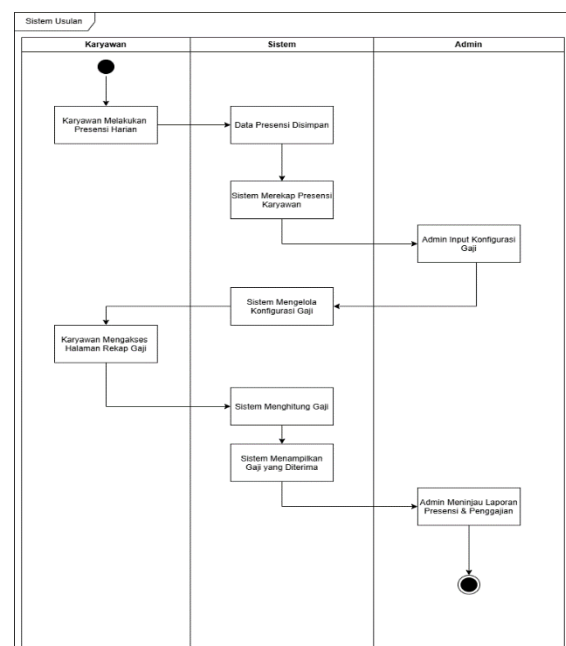 Sistem Usulan
Karyawan
Sistem
Admin
Karyawan Melakukan
Presensi Harian
Data Presensi Disimpan
Sistem Merekap Presensi
Karyawan
Admin Input Konfigurasi
Gaji
Sistem Mengelola
Konfigurasi Gaji
Karyawan Mengakses
Halaman Rekap Gaji
Sistem Menghitung Gaji
Sistem Menampilkan
Gaji yang Diterima
Admin Meninjau Laporan
Presensi & Penggajian